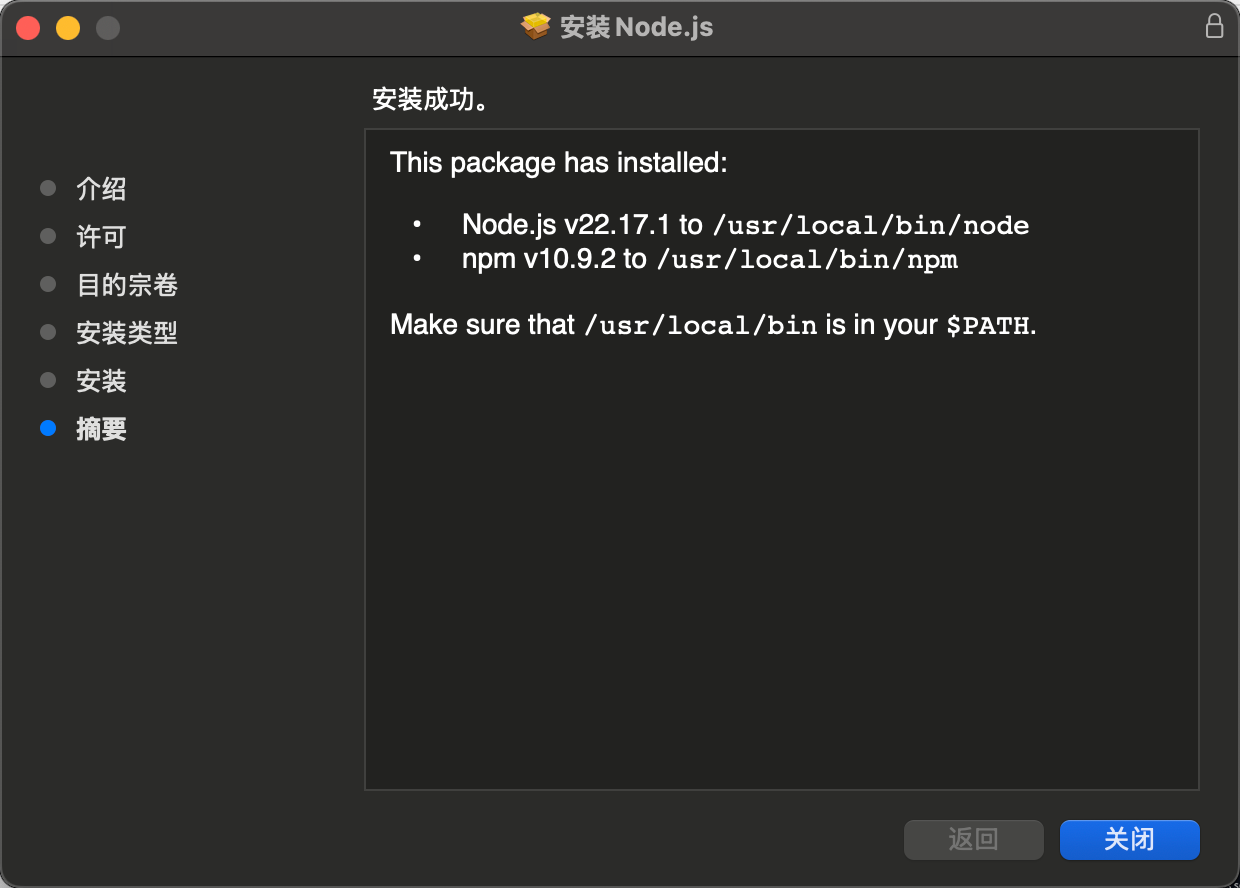 安装 Node.js
安装成功。
介绍
许可
目的宗卷
安装类型
安装
摘要
This package has installed:
• Node.js v22.17.1 to /usr/local/bin/node
• npm v10.9.2 to /usr/local/bin/npm
Make sure that /usr/local/bin is in your $PATH.
返回
关闭